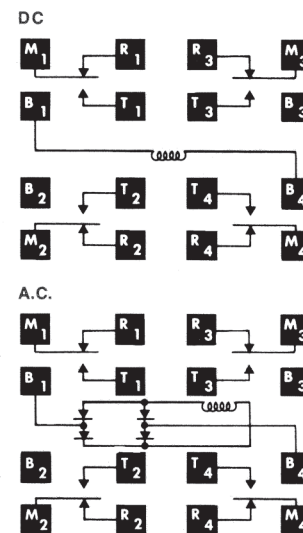 DC
M1 R1 R3 M3
B1 T1 T3 B3
B2 T2 T4 B4
M2 R2 R4 M4
A.C.
M1 R1 R3 M3
B1 T1 T3 B3
B2 T2 T4 B4
M2 R2 R4 M4